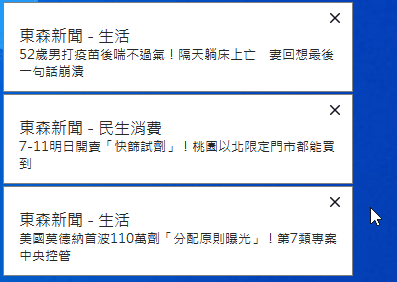 東森新聞 - 生活
52歲男打疫苗後喘不過氣！隔天躺床上亡　妻回想最後
一句話崩潰
東森新聞 - 民生消費
7-11明日開賣「快篩試劑」！桃園以北限定門市都能買
到
東森新聞 - 生活
美國莫德納首波110萬劑「分配原則曝光」！第7類專案
中央控管